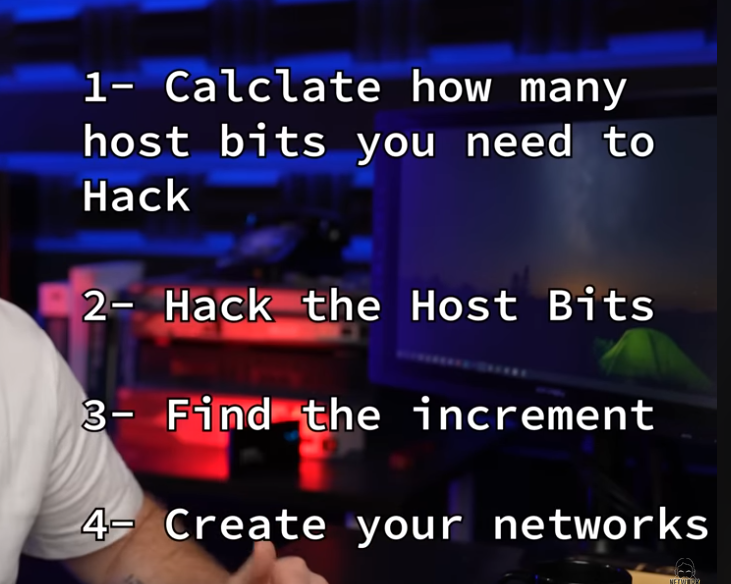 1- Calclate how many
host bits you need to
Hack
2- Hack the Host Bits
3- Find the increment
4- Create your networks